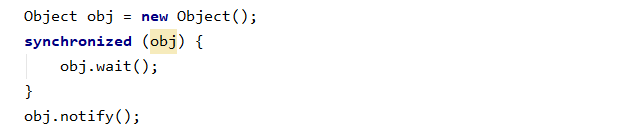 Object obj = new Object();
synchronized (obj) {
    obj.wait();
}
obj.notify();